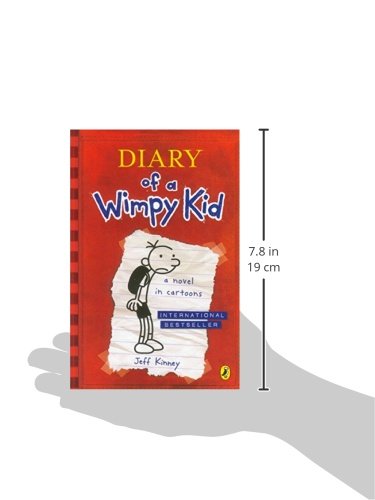 DIARY
of a
Wimpy Kid
a novel
in cartoons
INTERNATIONAL
BESTSELLER
Jeff Kinney
7.8 in
19 cm